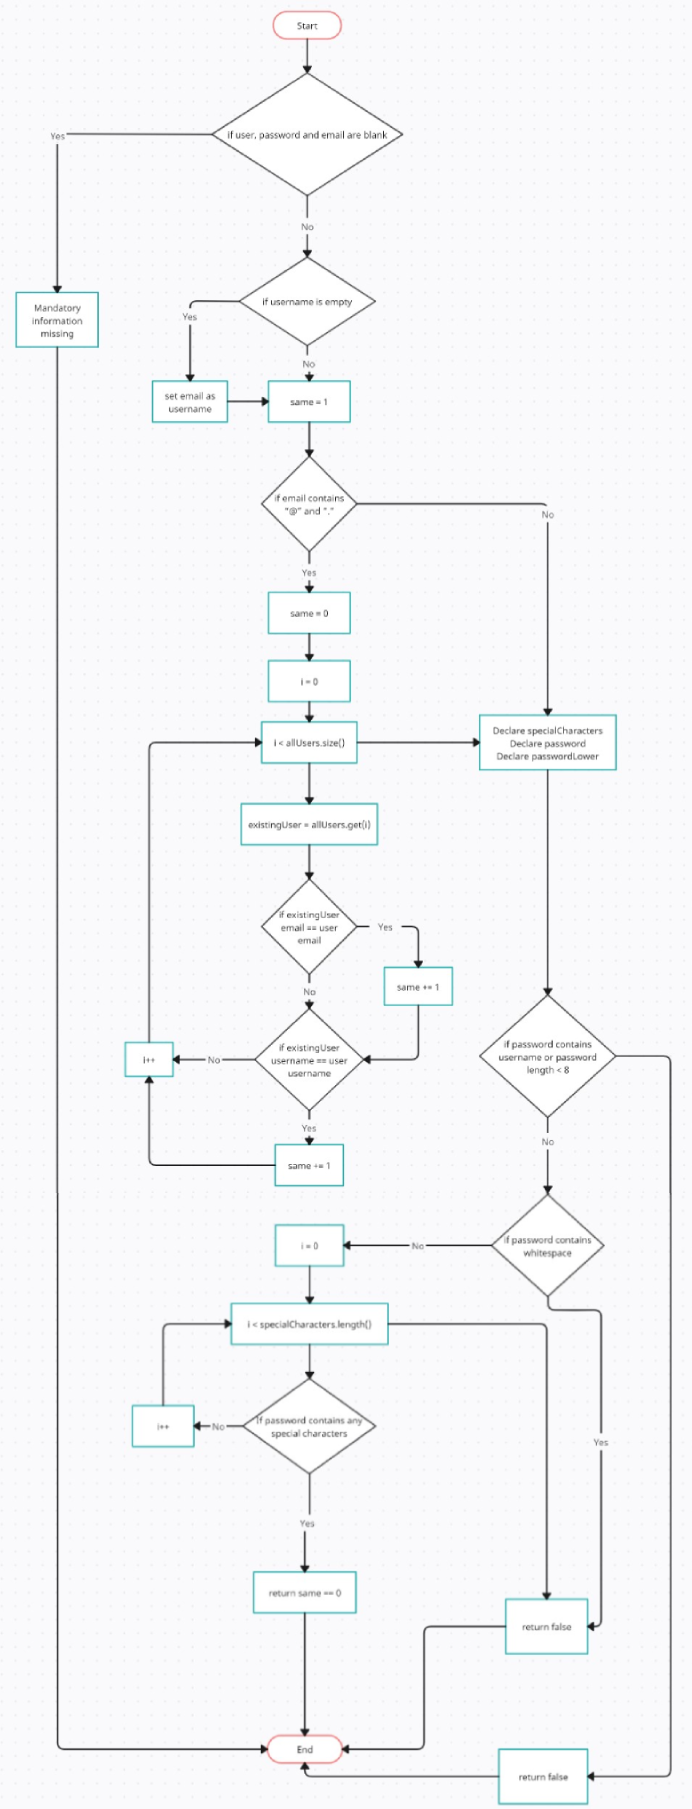 Start
if user, password and email are blank
Yes
No
Mandatory
information
missing
if username is empty
Yes
No
set email as
username
same = 1
if email contains
"@" and "."
No
Yes
same = 0
i = 0
i < allUsers.size()
Declare specialCharacters
Declare password
Declare passwordLower
existingUser = allUsers.get(i)
if existingUser
email == user
email
Yes
same += 1
No
if existingUser
username == user
username
No
i++
Yes
same += 1
if password contains
username or password
length < 8
No
if password contains
whitespace
No
i = 0
i < specialCharacters.length()
If password contains any
special characters
No
i++
Yes
Yes
return same == 0
return false
End
return false